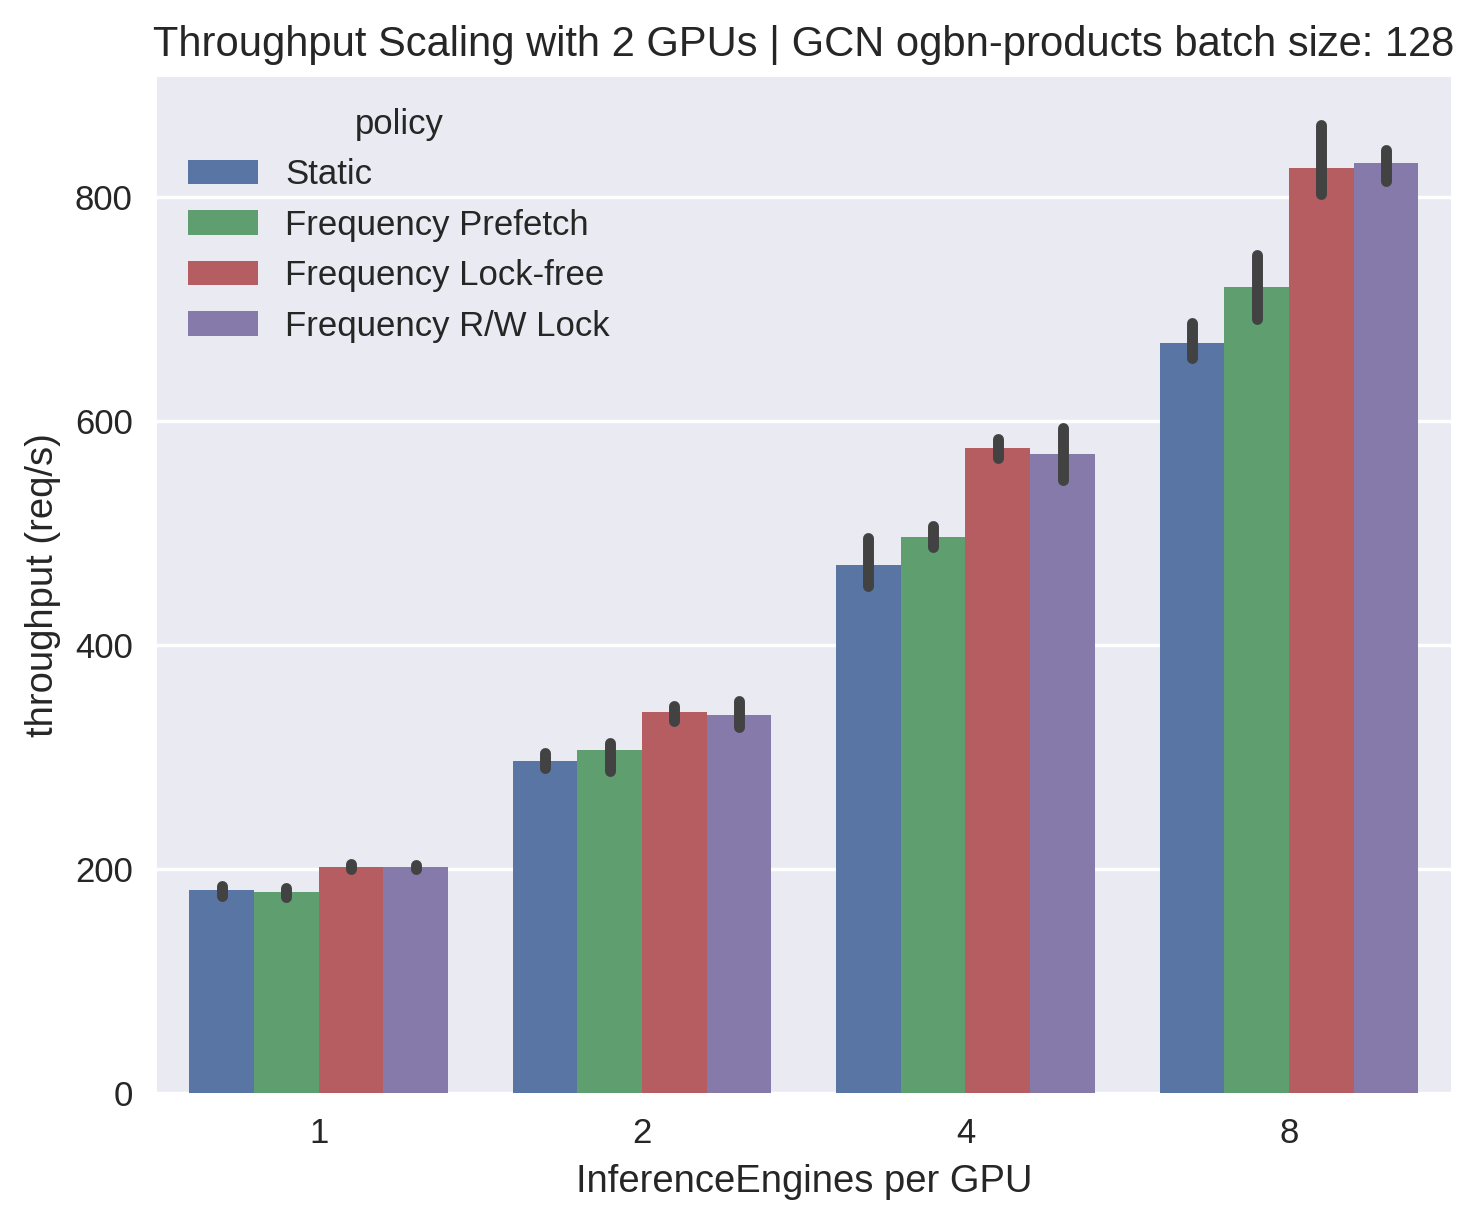 Throughput Scaling with 2 GPUs | GCN ogbn-products batch size: 128
policy
Static
Frequency Prefetch
Frequency Lock-free
Frequency R/W Lock
throughput (req/s)
800
600
400
200
0
1 2 4 8
InferenceEngines per GPU